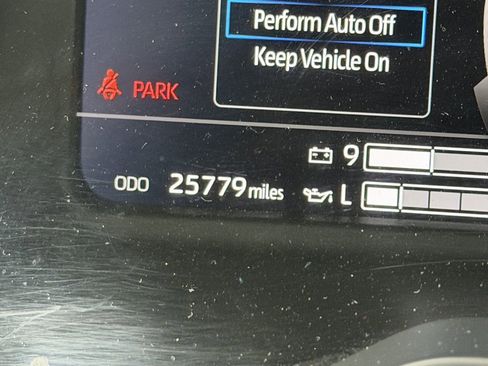 Perform Auto Off
Keep Vehicle On
PARK
9
ODO 25779 miles L